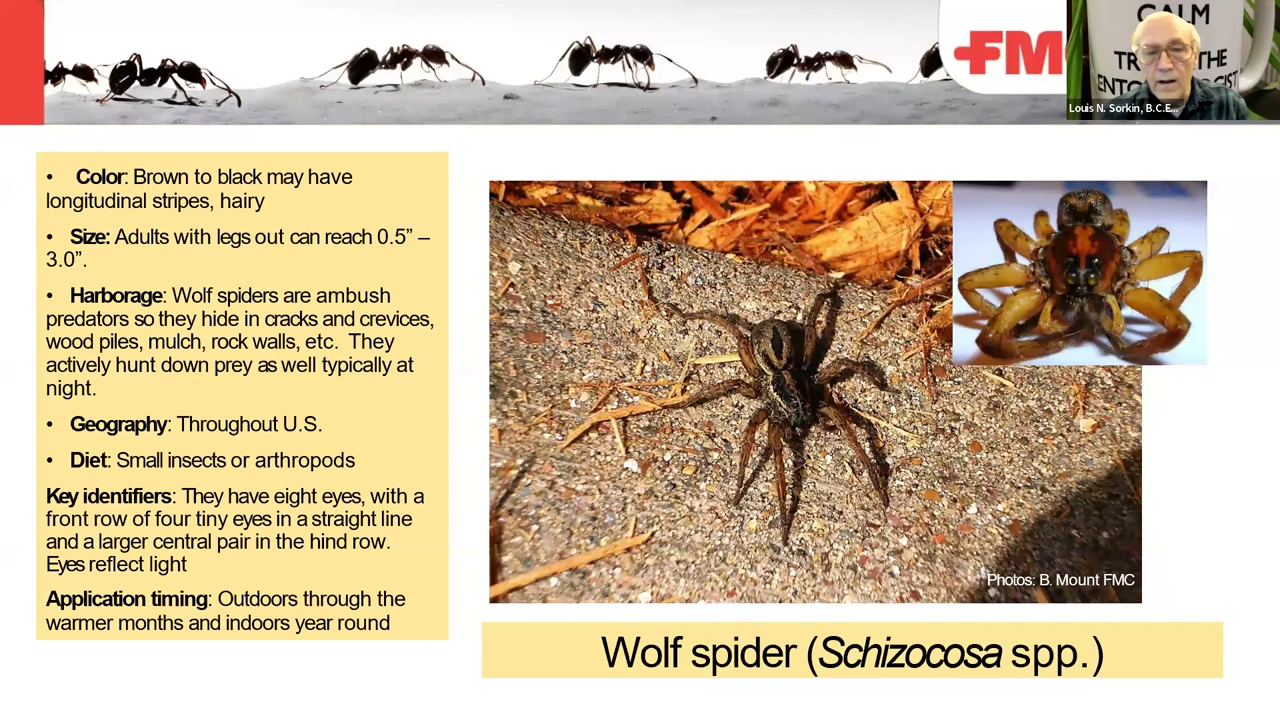 FM
CALM
THE
ENTO
GIST
Louis N. Sorkin, B.C.E...
• Color: Brown to black may have
longitudinal stripes, hairy
• Size: Adults with legs out can reach 0.5” –
3.0”.
• Harborage: Wolf spiders are ambush
predators so they hide in cracks and crevices,
wood piles, mulch, rock walls, etc. They
actively hunt down prey as well typically at
night.
• Geography: Throughout U.S.
• Diet: Small insects or arthropods
Key identifiers: They have eight eyes, with a
front row of four tiny eyes in a straight line
and a larger central pair in the hind row.
Eyes reflect light
Application timing: Outdoors through the
warmer months and indoors year round
Photos: B. Mount FMC
Wolf spider (Schizocosa spp.)